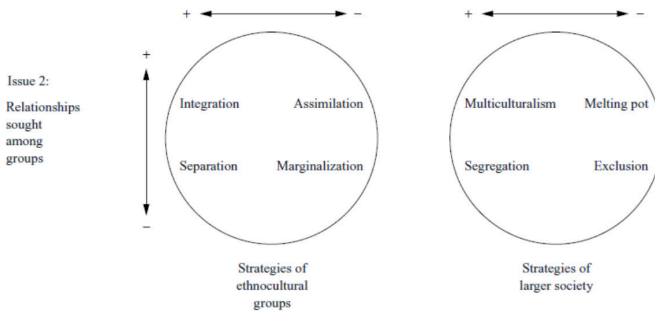 + −
+ −
+
Issue 2:
Relationships
sought
among
groups
−
Integration Assimilation
Separation Marginalization
Multiculturalism Melting pot
Segregation Exclusion
Strategies of
ethnocultural
groups
Strategies of
larger society